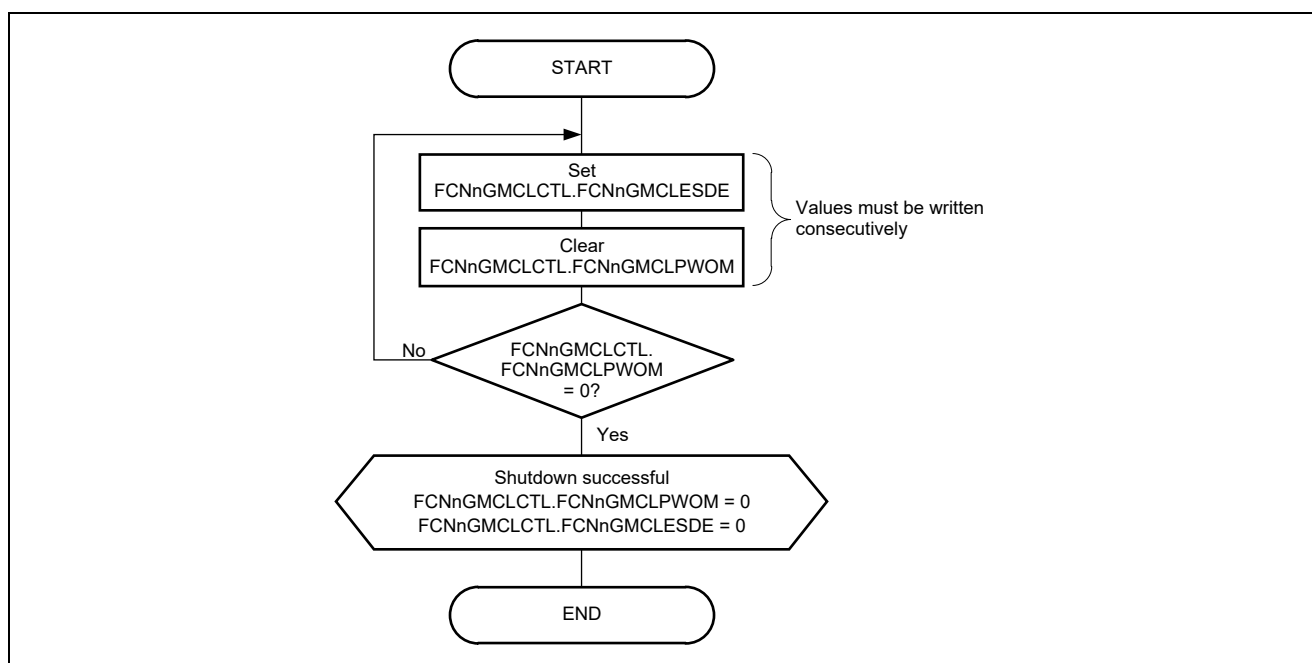 START
Set
FCNnGMCLCTL.FCNnGMCLESDE
Values must be written
consecutively
Clear
FCNnGMCLCTL.FCNnGMCLPWOM
No
FCNnGMCLCTL.
FCNnGMCLPWOM
= 0?
Yes
Shutdown successful
FCNnGMCLCTL.FCNnGMCLPWOM = 0
FCNnGMCLCTL.FCNnGMCLESDE = 0
END